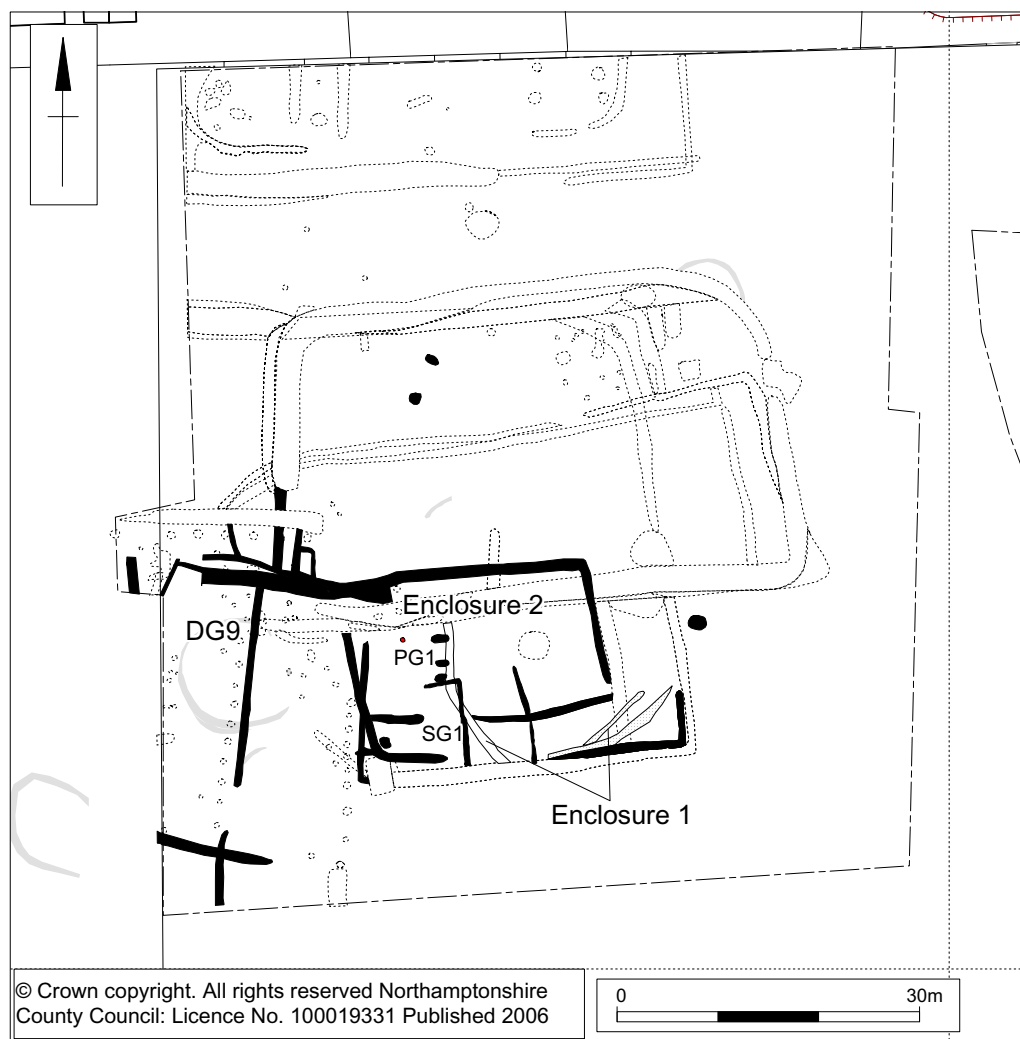 Enclosure 2
DG9
PG1
SG1
Enclosure 1
© Crown copyright. All rights reserved Northamptonshire
County Council: Licence No. 100019331 Published 2006
0 30m